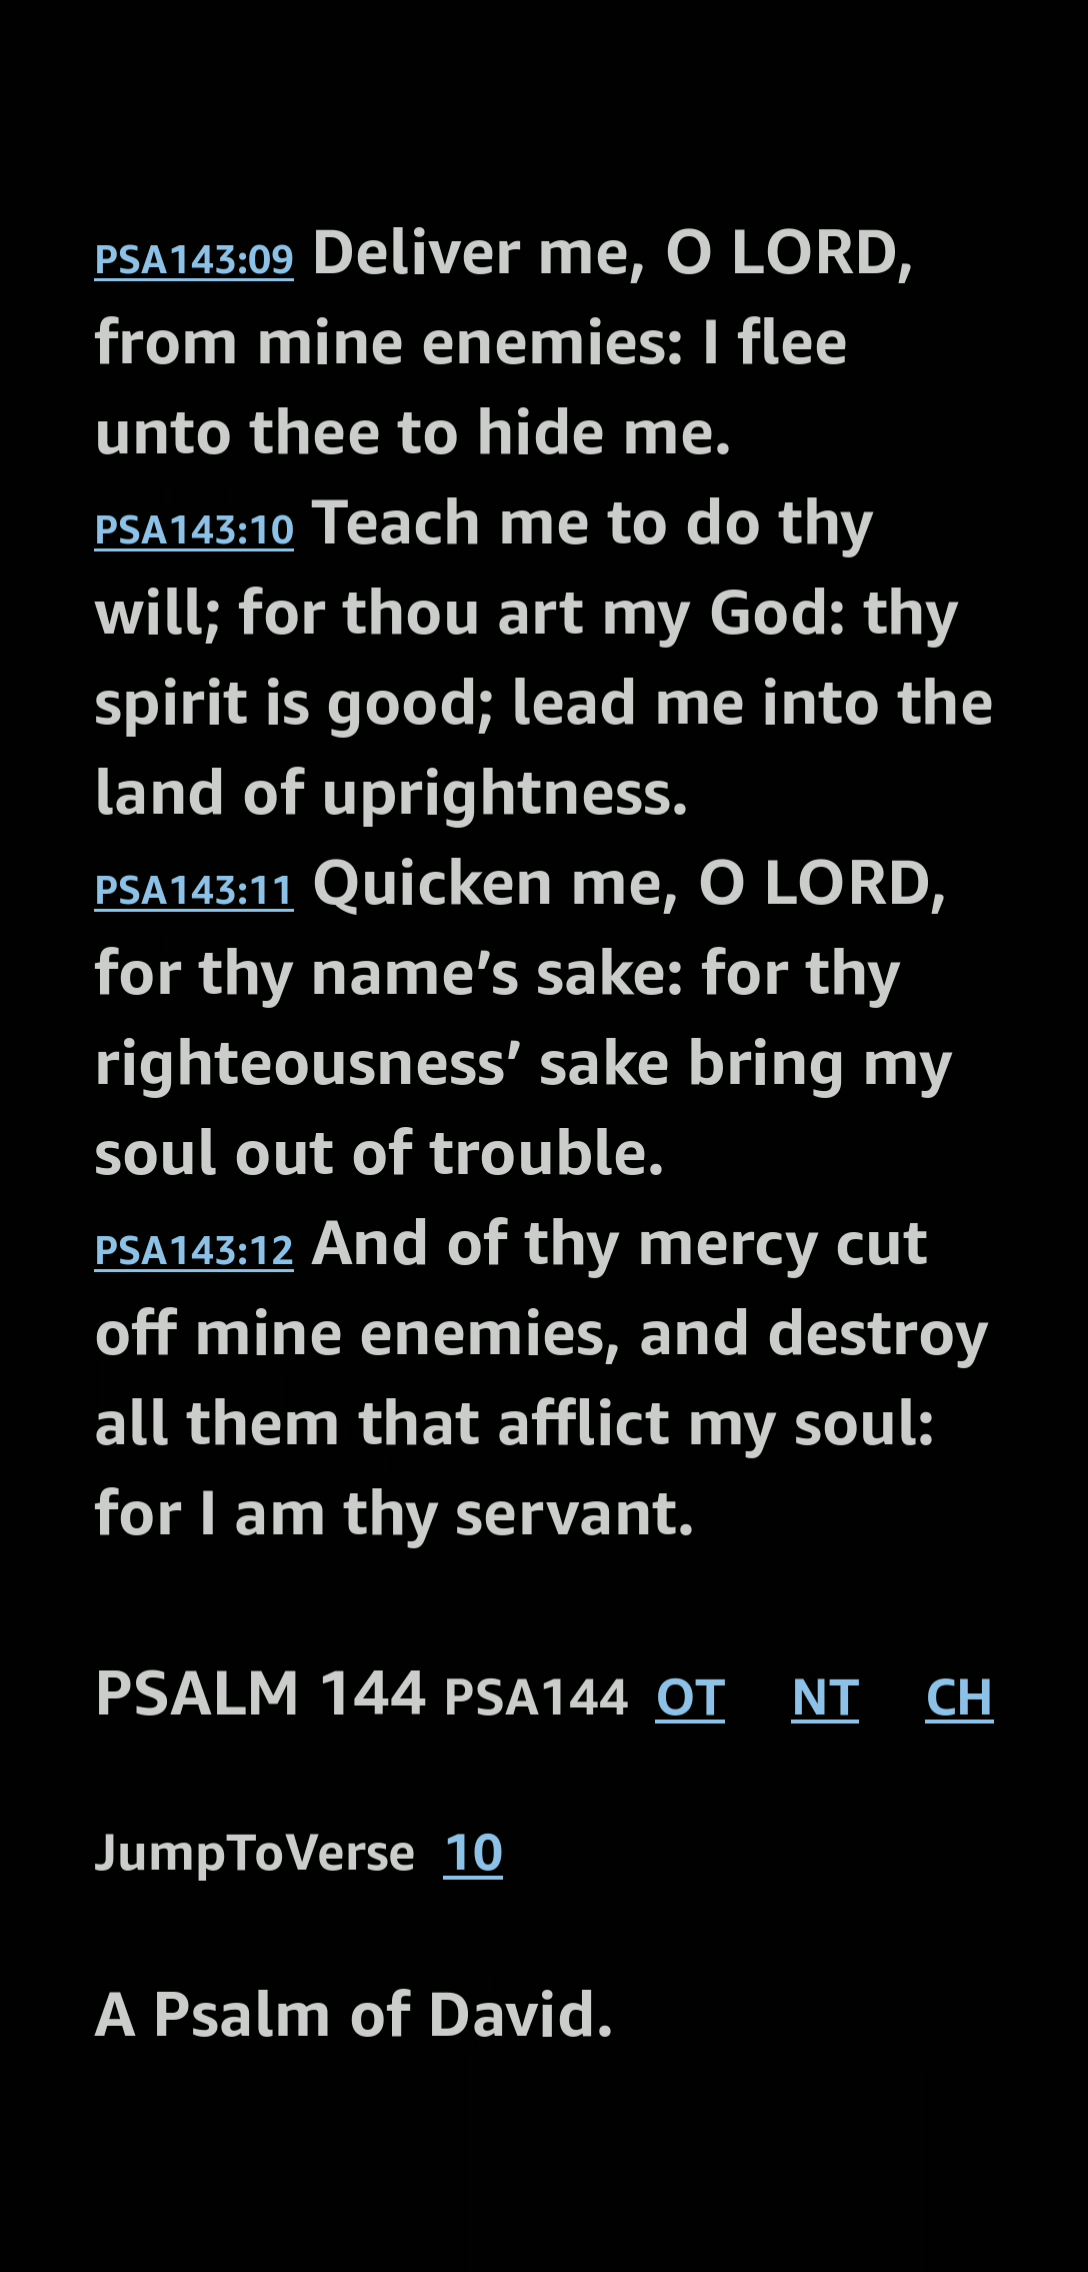 PSA143:09 Deliver me, O LORD,
from mine enemies: I flee
unto thee to hide me.
PSA143:10 Teach me to do thy
will; for thou art my God: thy
spirit is good; lead me into the
land of uprightness.
PSA143:11 Quicken me, O LORD,
for thy name’s sake: for thy
righteousness’ sake bring my
soul out of trouble.
PSA143:12 And of thy mercy cut
off mine enemies, and destroy
all them that afflict my soul:
for I am thy servant.
PSALM 144 PSA144 OT NT CH
JumpToVerse 10
A Psalm of David.